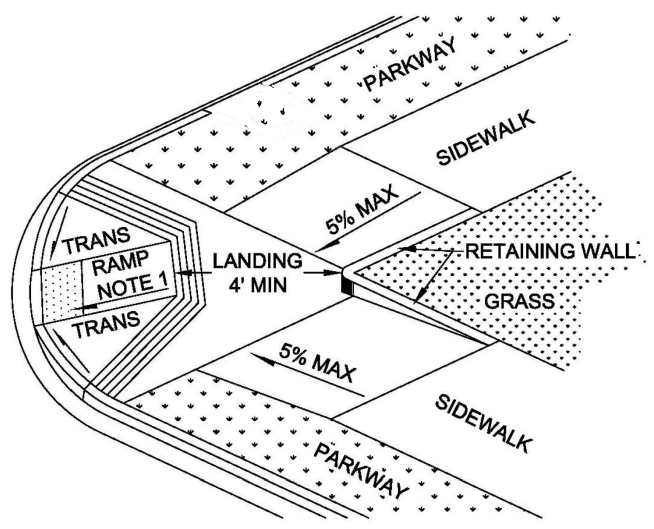 PARKWAY
SIDEWALK
5% MAX
TRANS
RAMP
NOTE 1
LANDING
4' MIN
RETAINING WALL
GRASS
TRANS
5% MAX
SIDEWALK
PARKWAY